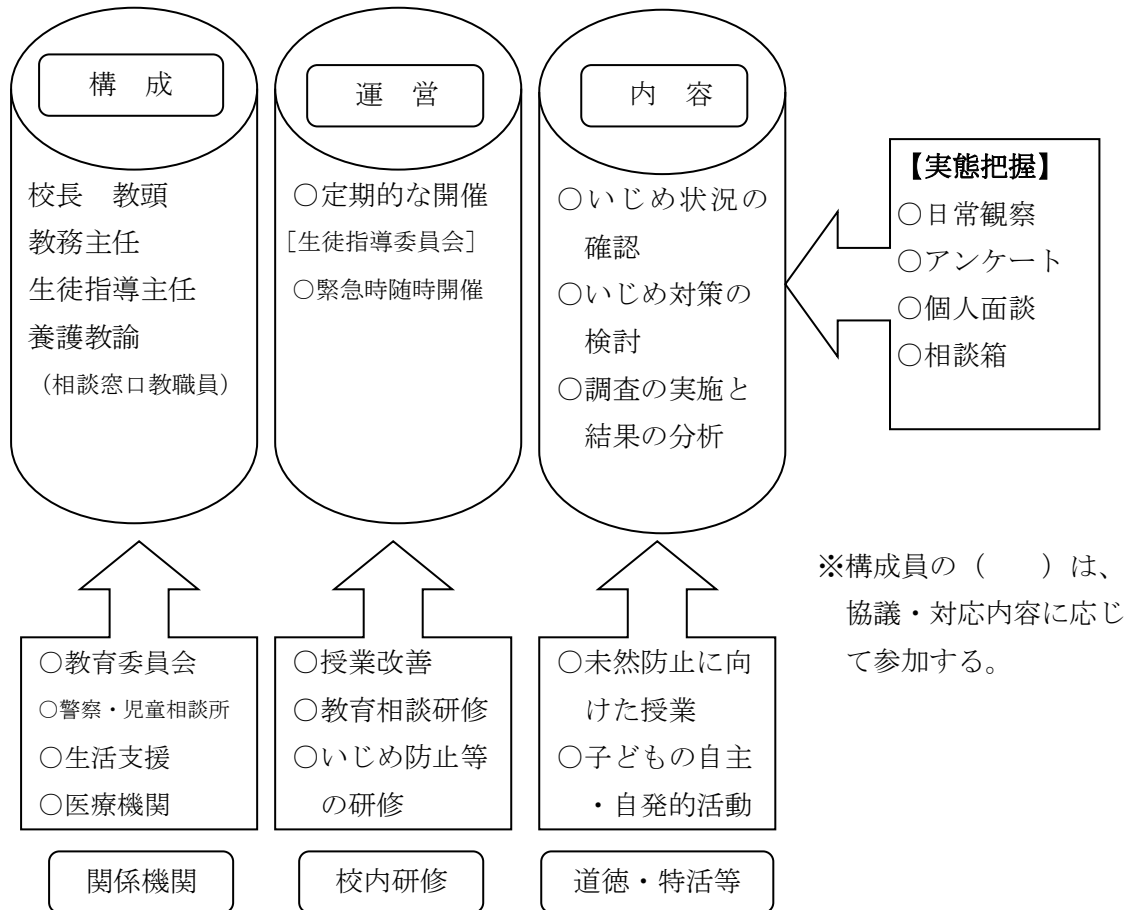 構　成
校長　教頭
教務主任
生徒指導主任
養護教諭
（相談窓口教職員）
運　営
○定期的な開催
［生徒指導委員会］
○緊急時随時開催
内　容
○いじめ状況の
確認
○いじめ対策の
検討
○調査の実施と
結果の分析
【実態把握】
○日常観察
○アンケート
○個人面談
○相談箱
※構成員の（　　）は、
協議・対応内容に応じ
て参加する。
○教育委員会
○警察・児童相談所
○生活支援
○医療機関
関係機関
○授業改善
○教育相談研修
○いじめ防止等
の研修
校内研修
○未然防止に向
けた授業
○子どもの自主
・自発的活動
道徳・特活等